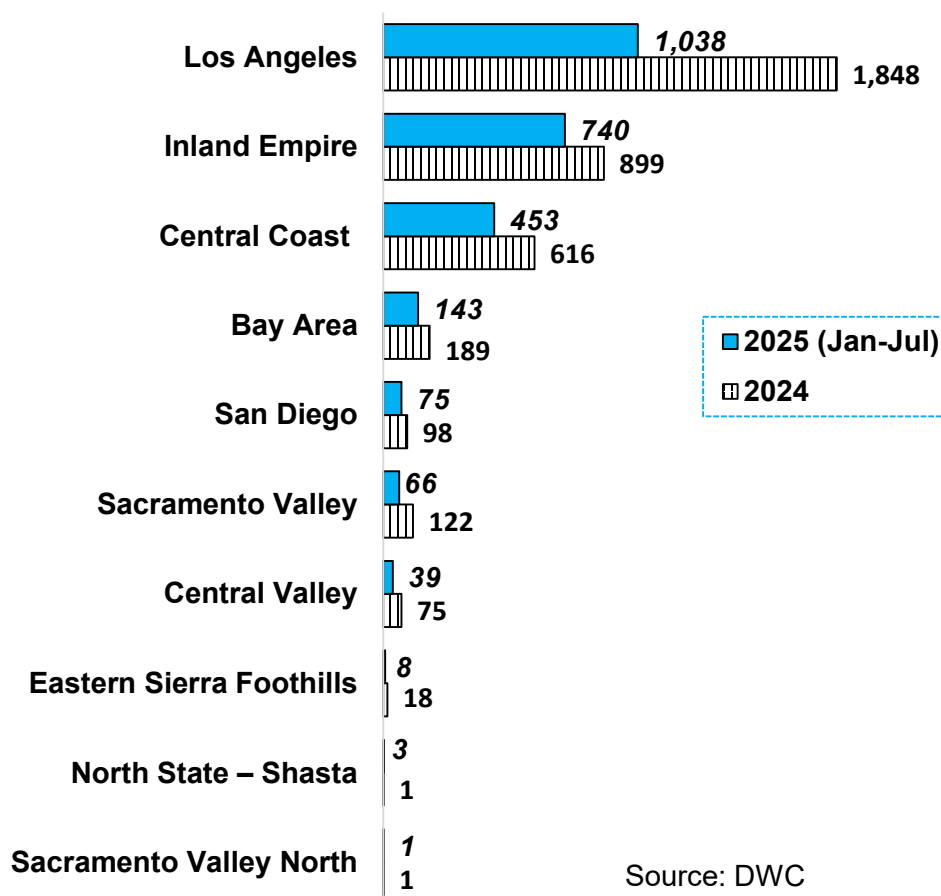 Los Angeles
1,038
1,848
Inland Empire
740
899
Central Coast
453
616
Bay Area
143
189
2025 (Jan-Jul)
2024
San Diego
75
98
Sacramento Valley
66
122
Central Valley
39
75
Eastern Sierra Foothills
8
18
North State – Shasta
3
1
Sacramento Valley North
1
1
Source: DWC